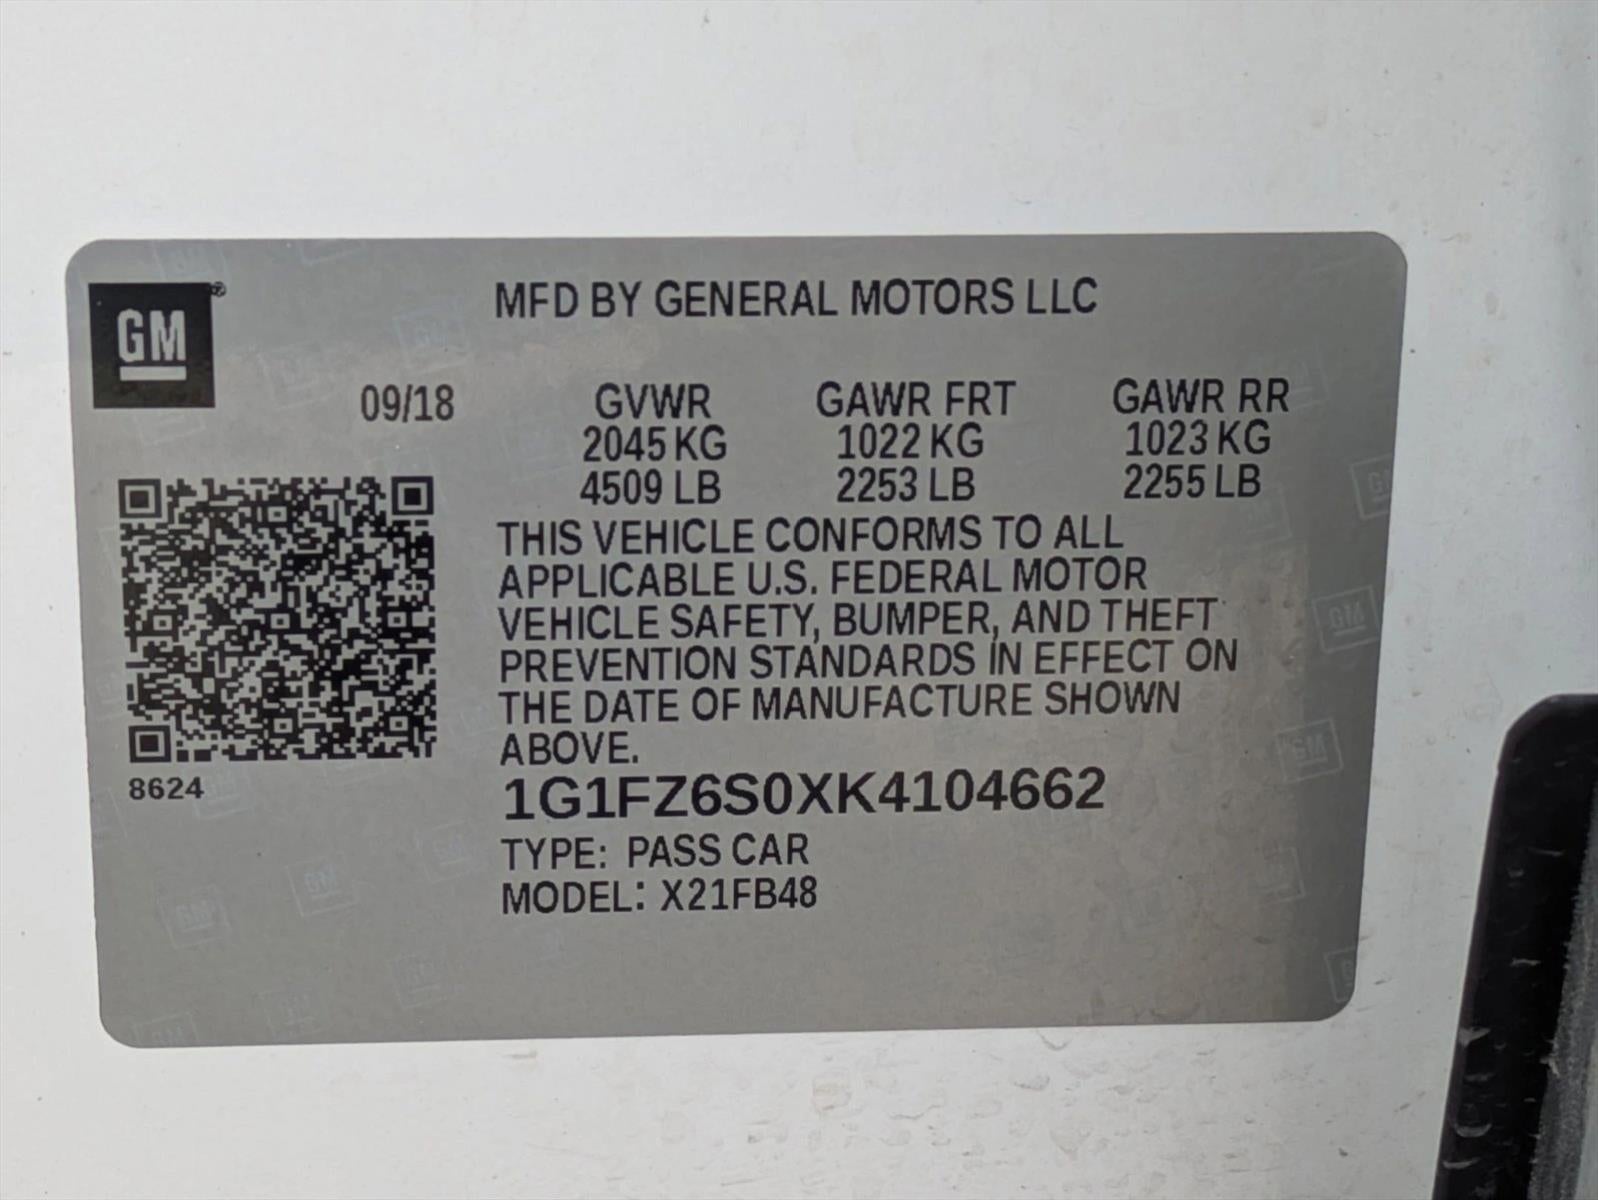 MFD BY GENERAL MOTORS LLC
GM
09/18 GVWR GAWR FRT GAWR RR
2045 KG 1022 KG 1023 KG
4509 LB 2253 LB 2255 LB
THIS VEHICLE CONFORMS TO ALL
APPLICABLE U.S. FEDERAL MOTOR
VEHICLE SAFETY, BUMPER, AND THEFT
PREVENTION STANDARDS IN EFFECT ON
THE DATE OF MANUFACTURE SHOWN
ABOVE.
8624
1G1FZ6S0XK4104662
TYPE: PASS CAR
MODEL: X21FB48